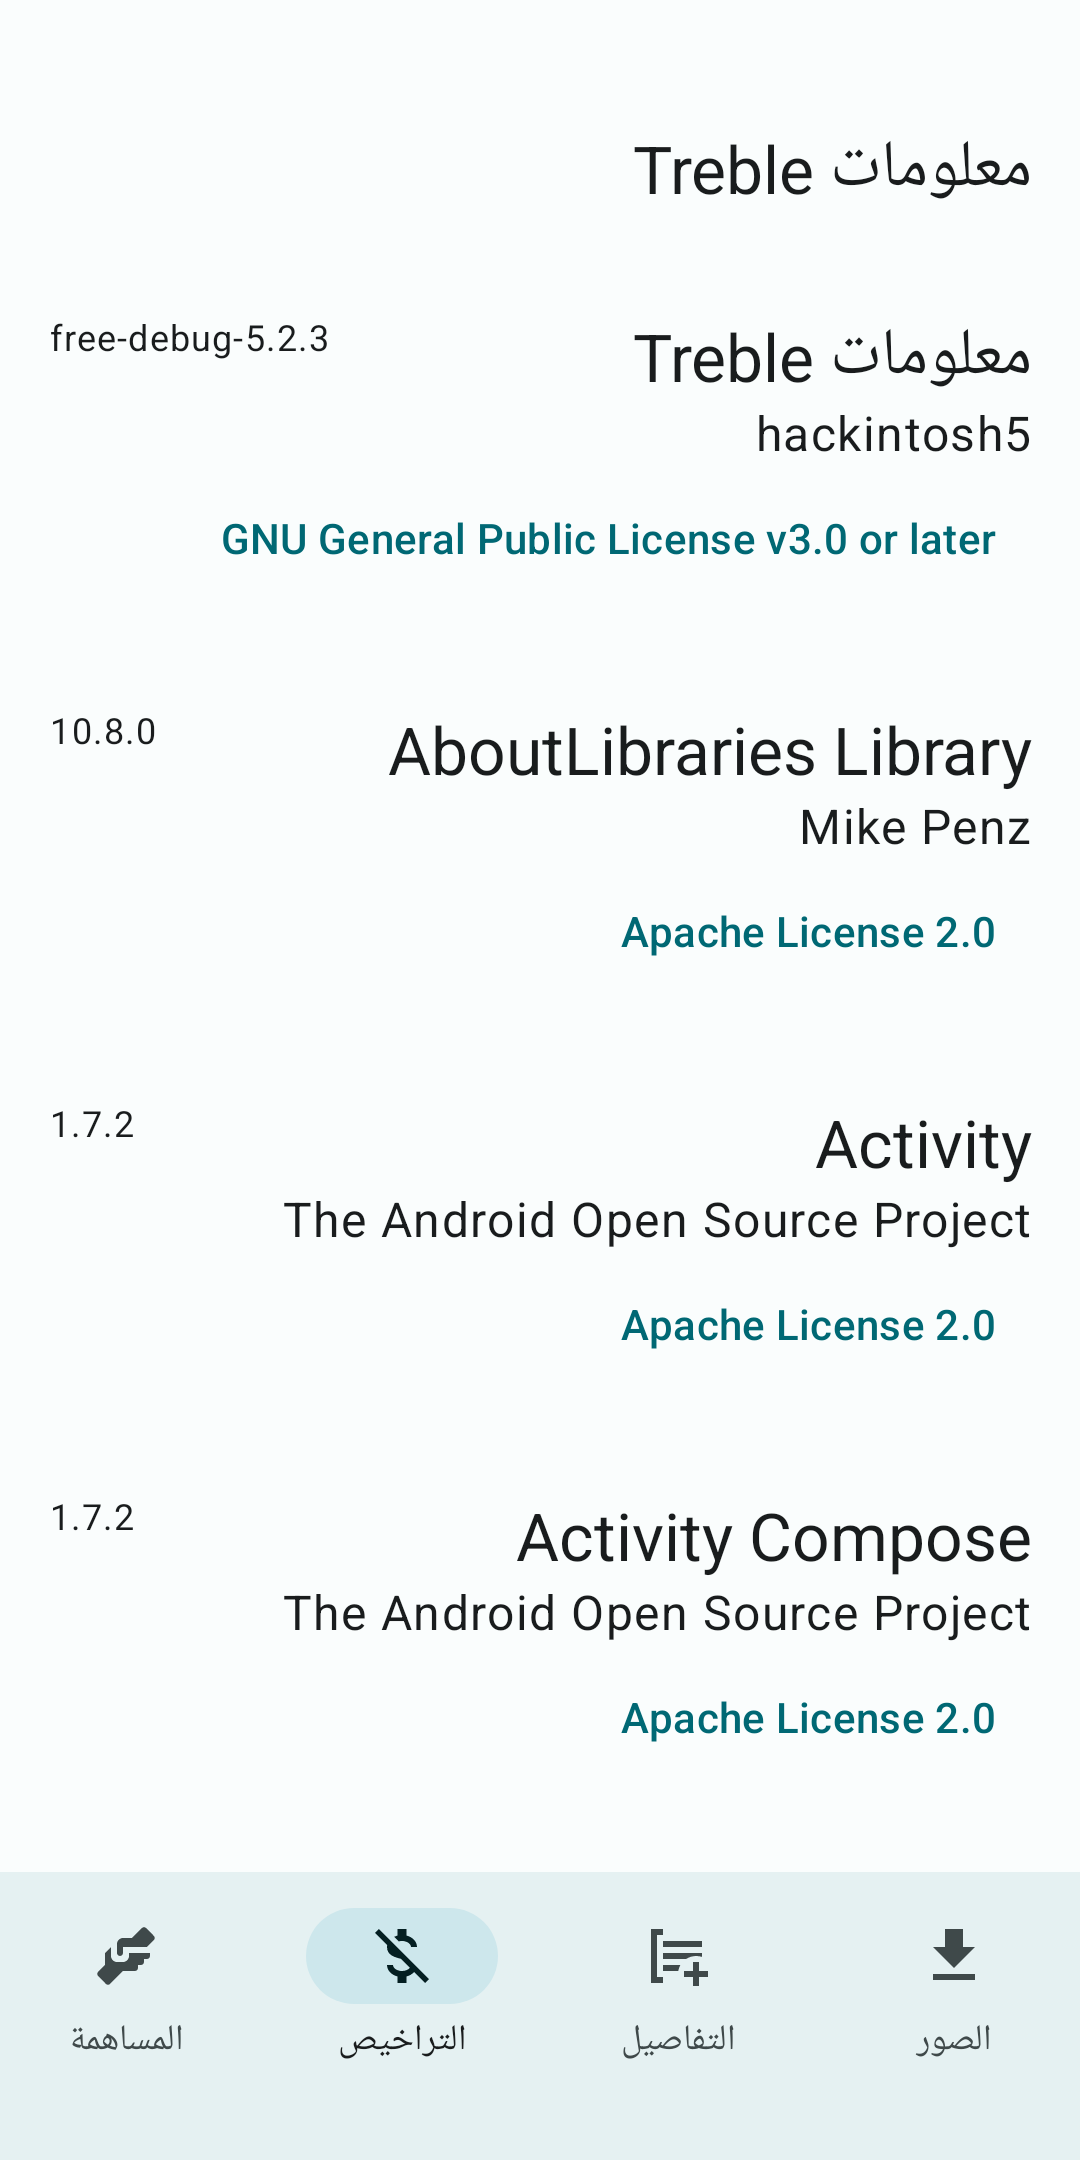 معلومات Treble
معلومات Treble
free-debug-5.2.3
hackintosh5
GNU General Public License v3.0 or later
AboutLibraries Library
10.8.0
Mike Penz
Apache License 2.0
Activity
1.7.2
The Android Open Source Project
Apache License 2.0
Activity Compose
1.7.2
The Android Open Source Project
Apache License 2.0
الصور
التفاصيل
التراخيص
المساهمة